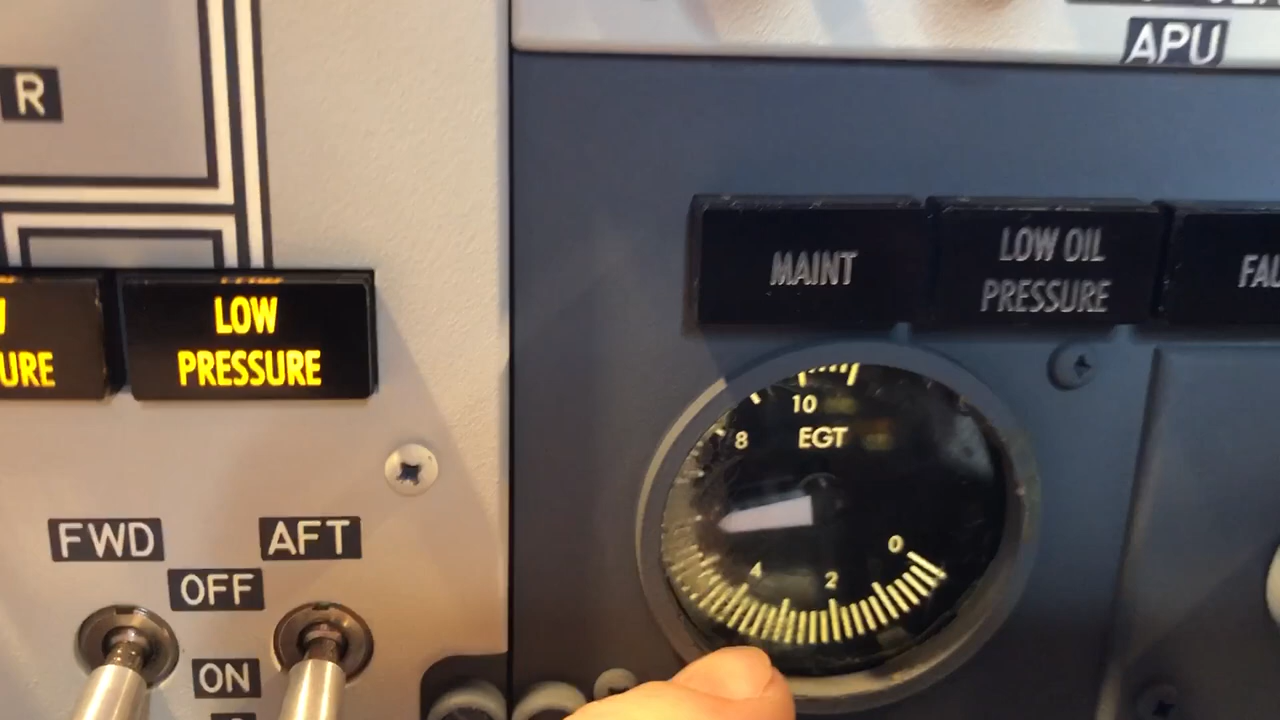 APU
R
MAINT
LOW OIL
PRESSURE
LOW
PRESSURE
10
8
EGT
0
4
2
FWD
AFT
OFF
ON